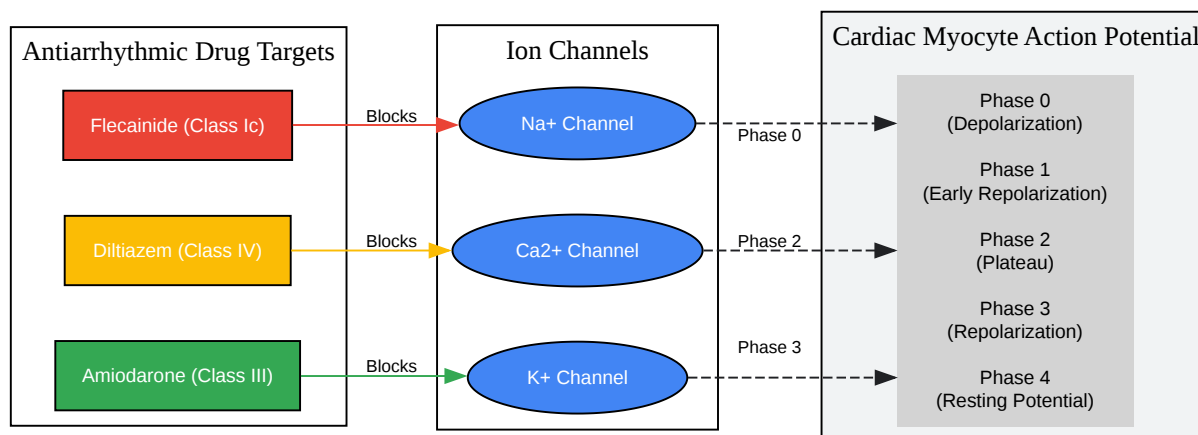 Antiarrhythmic Drug Targets
Flecainide (Class Ic)
Diltiazem (Class IV)
Amiodarone (Class III)
Blocks
Blocks
Blocks
Ion Channels
Na+ Channel
Ca2+ Channel
K+ Channel
Phase 0
Phase 2
Phase 3
Cardiac Myocyte Action Potential
Phase 0
(Depolarization)
Phase 1
(Early Repolarization)
Phase 2
(Plateau)
Phase 3
(Repolarization)
Phase 4
(Resting Potential)